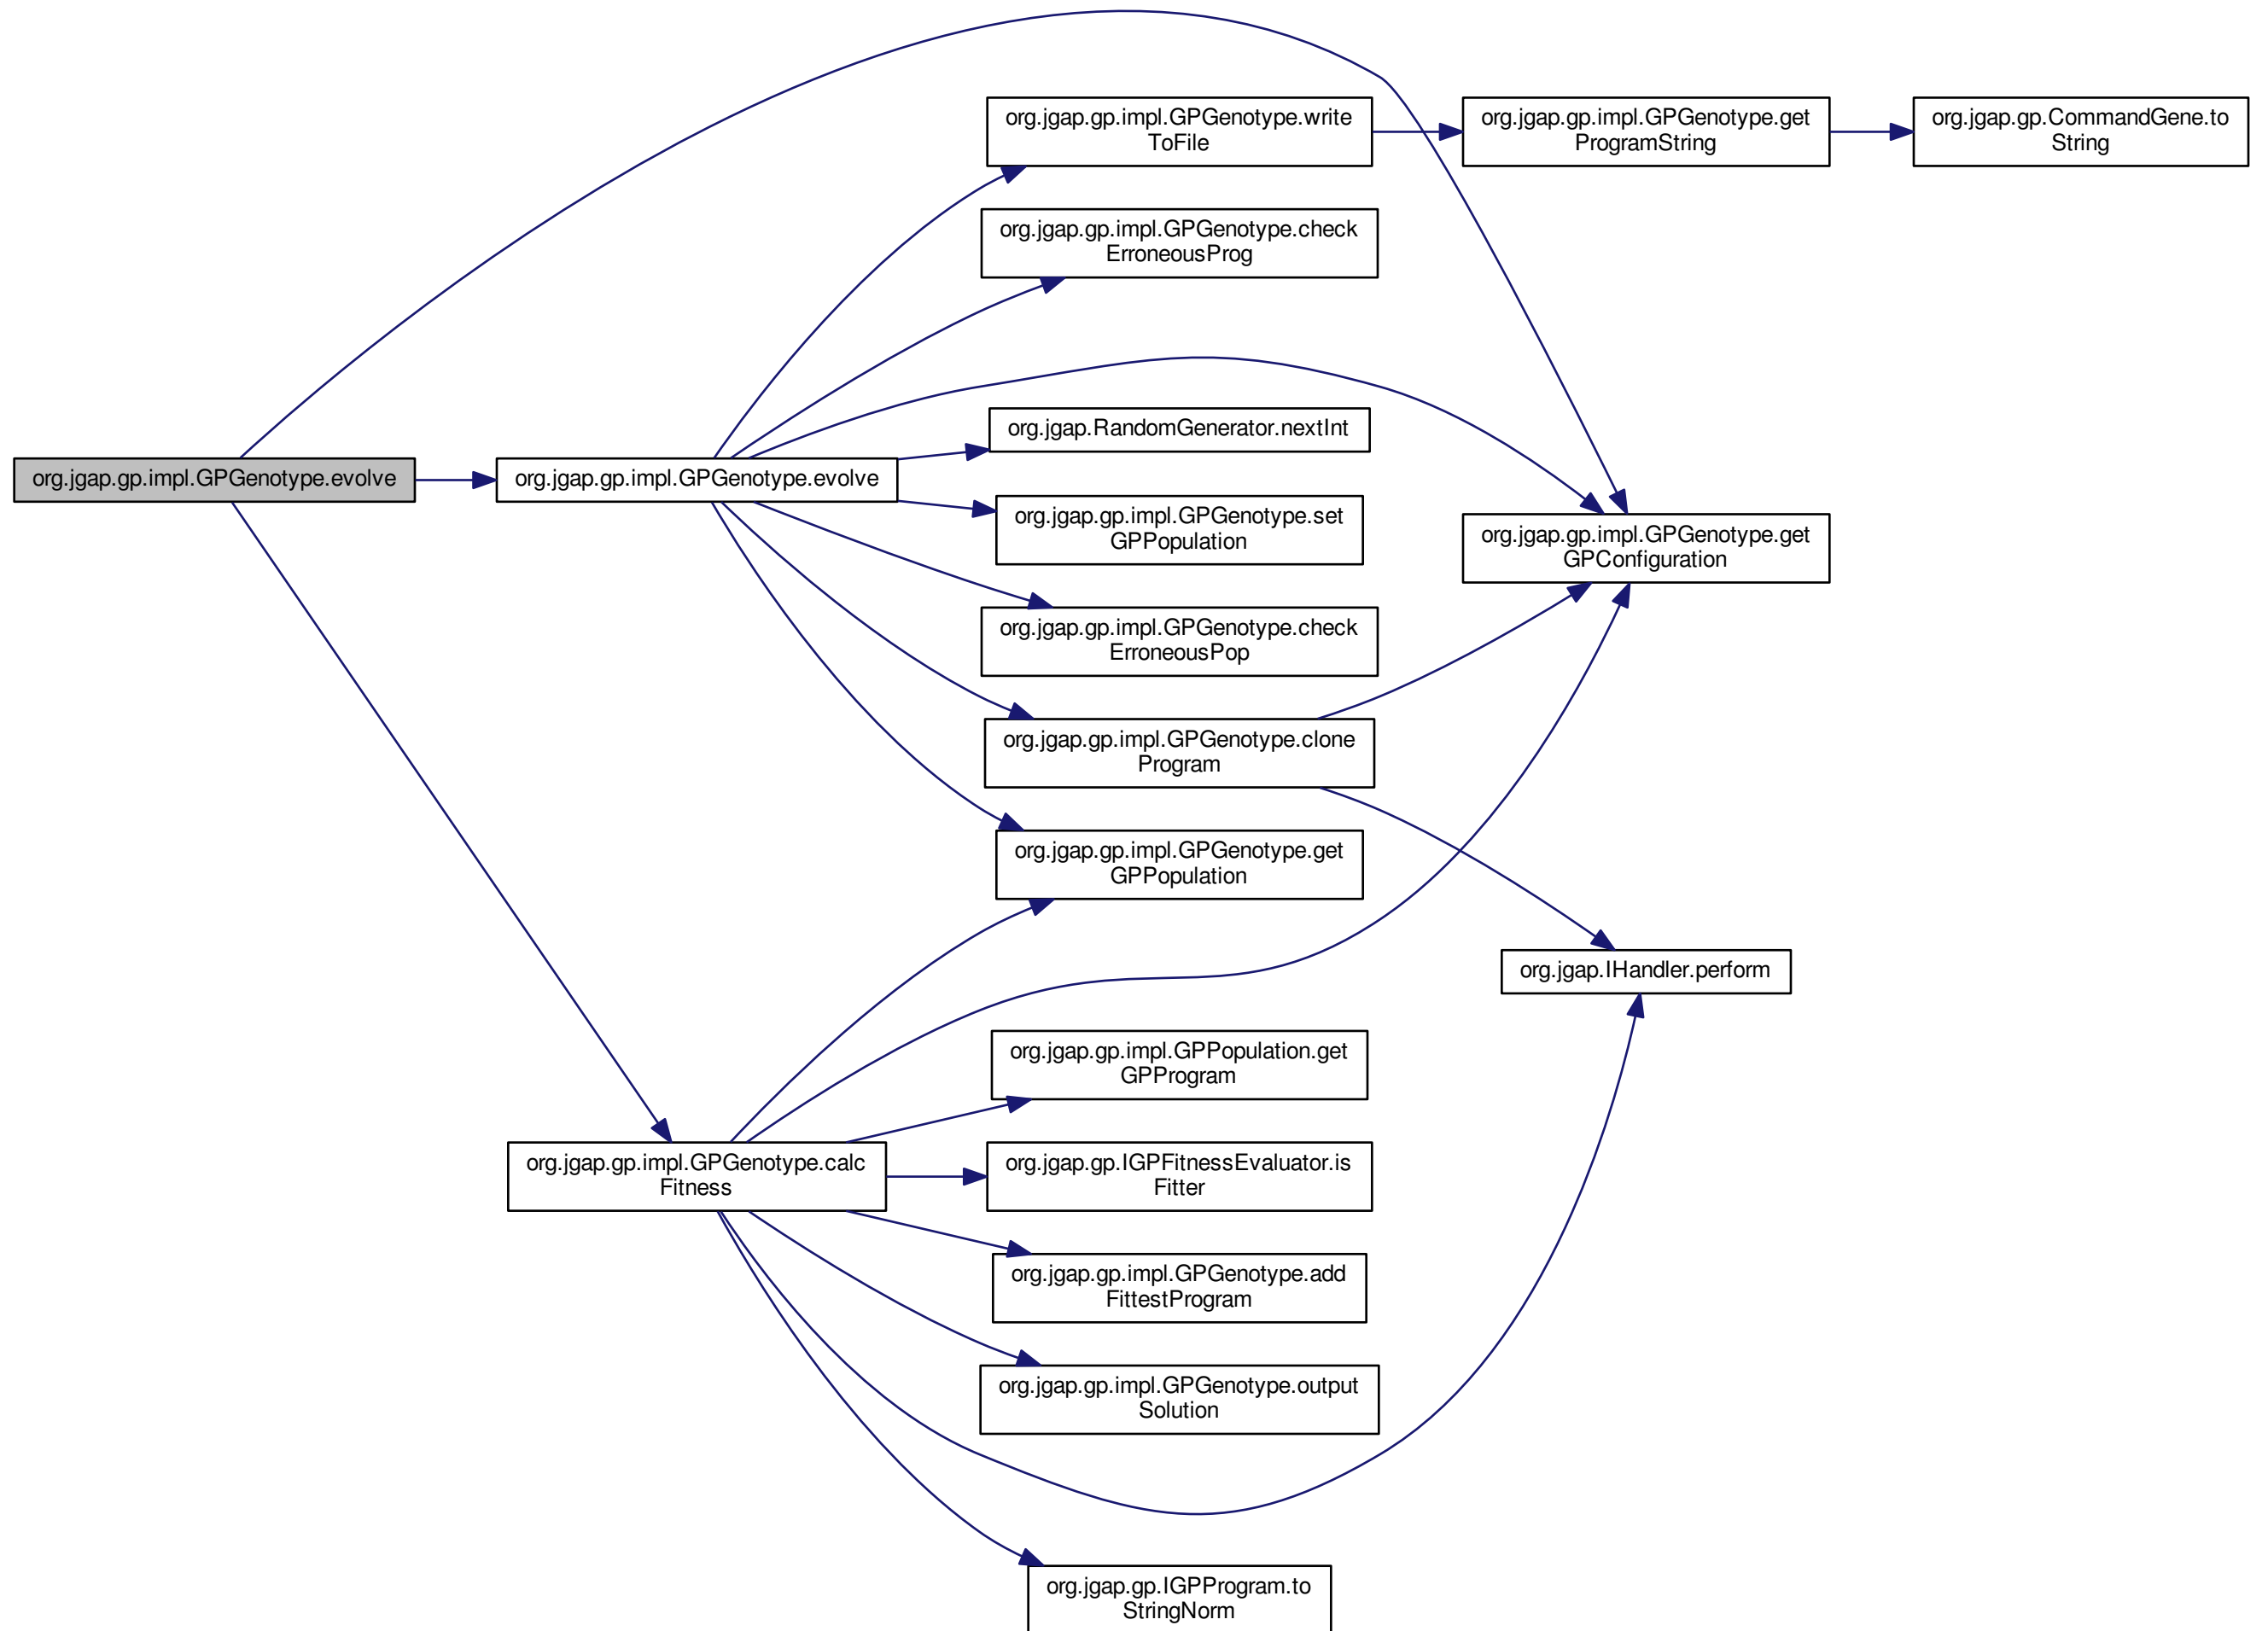 org.jgap.gp.impl.GPGenotype.write
ToFile
org.jgap.gp.impl.GPGenotype.get
ProgramString
org.jgap.gp.CommandGene.to
String
org.jgap.gp.impl.GPGenotype.check
ErroneousProg
org.jgap.RandomGenerator.nextInt
org.jgap.gp.impl.GPGenotype.evolve
org.jgap.gp.impl.GPGenotype.evolve
org.jgap.gp.impl.GPGenotype.set
GPPopulation
org.jgap.gp.impl.GPGenotype.get
GPConfiguration
org.jgap.gp.impl.GPGenotype.check
ErroneousPop
org.jgap.gp.impl.GPGenotype.clone
Program
org.jgap.gp.impl.GPGenotype.get
GPPopulation
org.jgap.IHandler.perform
org.jgap.gp.impl.GPPopulation.get
GPProgram
org.jgap.gp.impl.GPGenotype.calc
Fitness
org.jgap.gp.IGPFitnessEvaluator.is
Fitter
org.jgap.gp.impl.GPGenotype.add
FittestProgram
org.jgap.gp.impl.GPGenotype.output
Solution
org.jgap.gp.IGPProgram.to
StringNorm